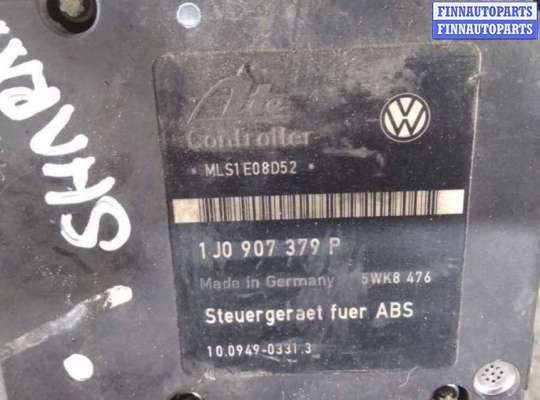 FINNAUTOPARTS
FINNAUTOPARTS
Ate
Controller
MLS1E08D52
1J0 907 379 P
Made in Germany 5WK8 476
Steuergeraet fuer ABS
10.0949-0331.3